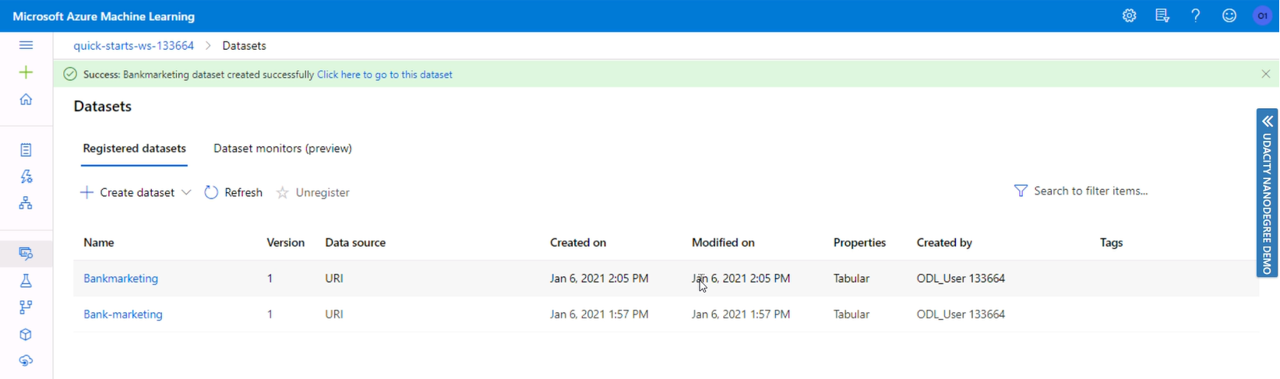 Microsoft Azure Machine Learning
O1
quick-starts-ws-133664 > Datasets
Success: Bankmarketing dataset created successfully Click here to go to this dataset
Datasets
Registered datasets Dataset monitors (preview)
Create dataset Refresh Unregister Search to filter items...
Name Version Data source Created on Modified on Properties Created by Tags
Bankmarketing 1 URI Jan 6, 2021 2:05 PM Jan 6, 2021 2:05 PM Tabular ODL_User 133664
Bank-marketing 1 URI Jan 6, 2021 1:57 PM Jan 6, 2021 1:57 PM Tabular ODL_User 133664
UDACITY NANODEGREE DEMO